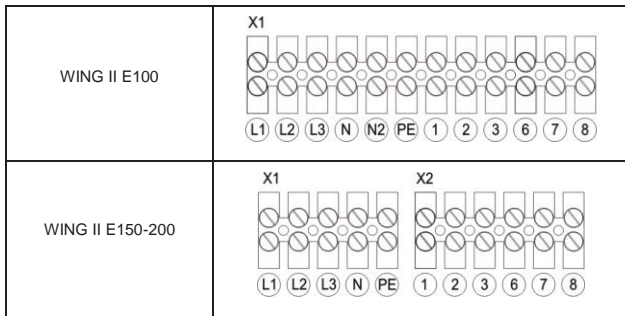 X1
WING II E100
L1 L2 L3 N N2 PE 1 2 3 6 7 8
X1 X2
WING II E150-200
L1 L2 L3 N PE 1 2 3 6 7 8